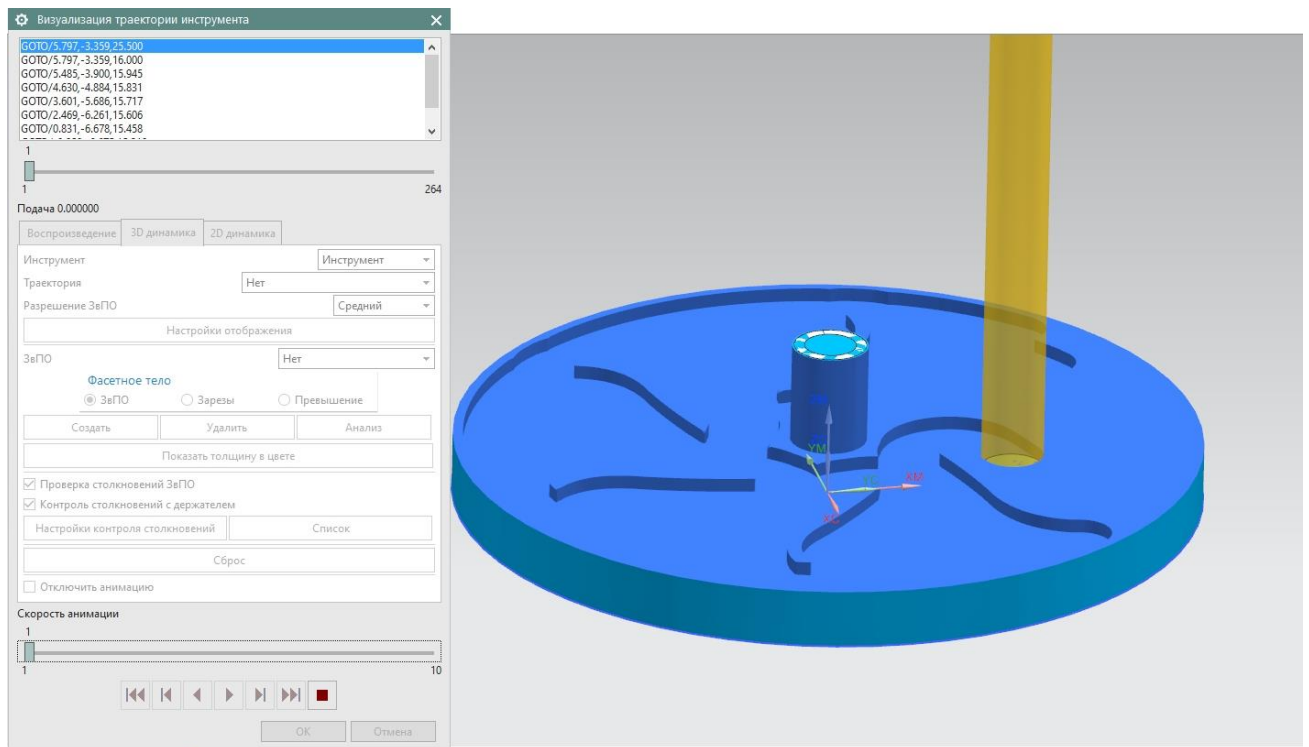 Визуализация траектории инструмента
GOTO/5.797,-3.359,25.500
GOTO/5.797,-3.359,16.000
GOTO/5.485,-3.900,15.945
GOTO/4.630,-4.884,15.831
GOTO/3.601,-5.686,15.717
GOTO/2.469,-6.261,15.606
GOTO/0.831,-6.678,15.458
1
1 264
Подача 0.000000
Воспроизведение 3D динамика 2D динамика
Инструмент Инструмент
Траектория Нет
Разрешение ЗвПО Средний
Настройки отображения
ЗвПО Нет
Фасетное тело
ЗвПО Зарезы Превышение
Создать Удалить Анализ
Показать толщину в цвете
Проверка столкновений ЗвПО
Контроль столкновений с держателем
Настройки контроля столкновений Список
Сброс
Отключить анимацию
Скорость анимации
1
1 10
OK Отмена
YM
YC
XM
XC